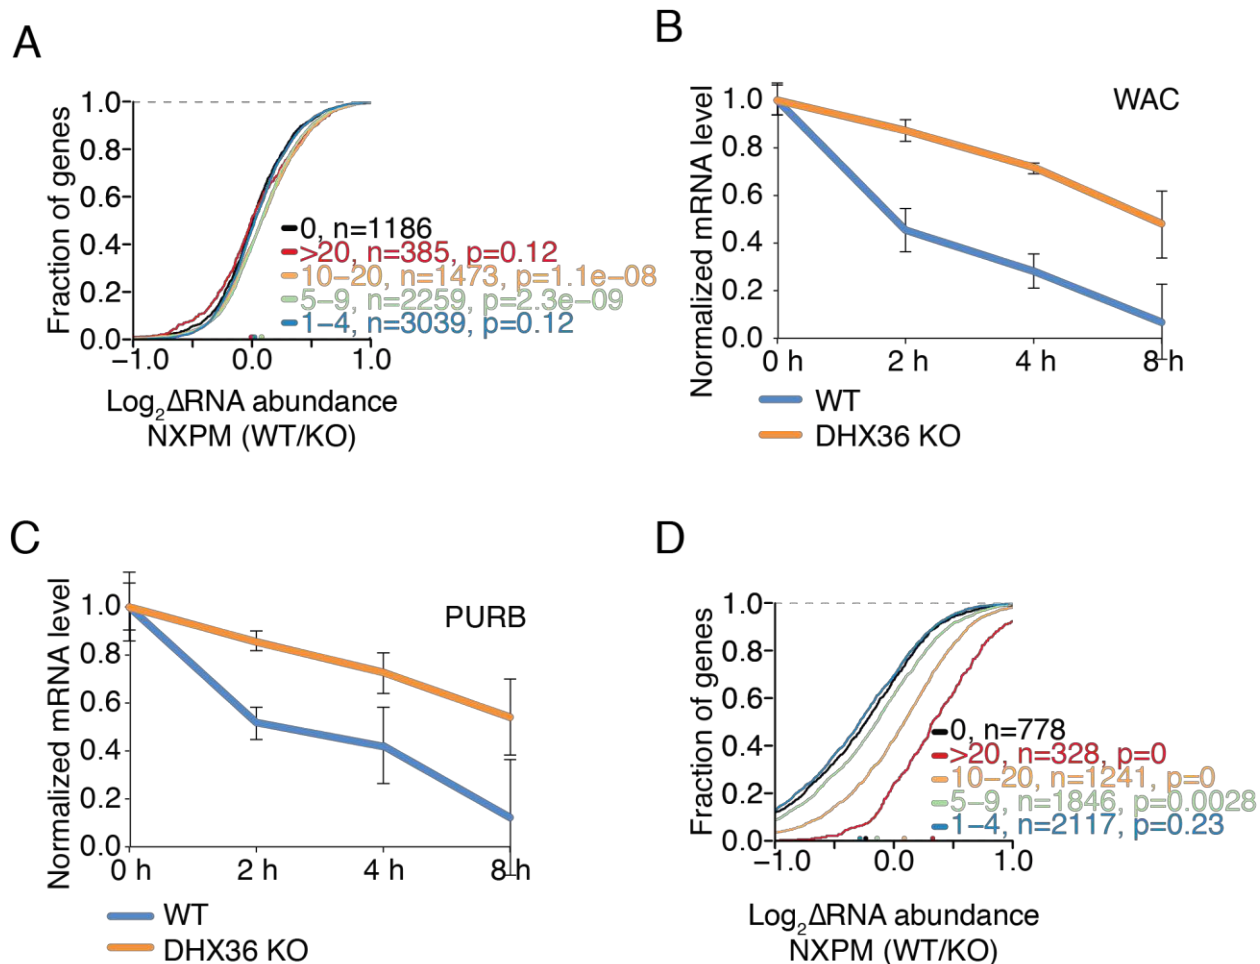 A
Fraction of genes
1.0
0.8
0.6
0.4
0.2
0.0
−1.0
0.0
1.0
0, n=1186
>20, n=385, p=0.12
10−20, n=1473, p=1.1e−08
5−9, n=2259, p=2.3e−09
1−4, n=3039, p=0.12
Log2ΔRNA abundance
NXPM (WT/KO)
B
Normalized mRNA level
1.0
0.8
0.6
0.4
0.2
0.0
WAC
0 h
2 h
4 h
8 h
WT
DHX36 KO
C
Normalized mRNA level
1.0
0.8
0.6
0.4
0.2
0.0
PURB
0 h
2 h
4 h
8 h
WT
DHX36 KO
D
Fraction of genes
1.0
0.8
0.6
0.4
0.2
0.0
−1.0
0.0
1.0
0, n=778
>20, n=328, p=0
10−20, n=1241, p=0
5−9, n=1846, p=0.0028
1−4, n=2117, p=0.23
Log2ΔRNA abundance
NXPM (WT/KO)